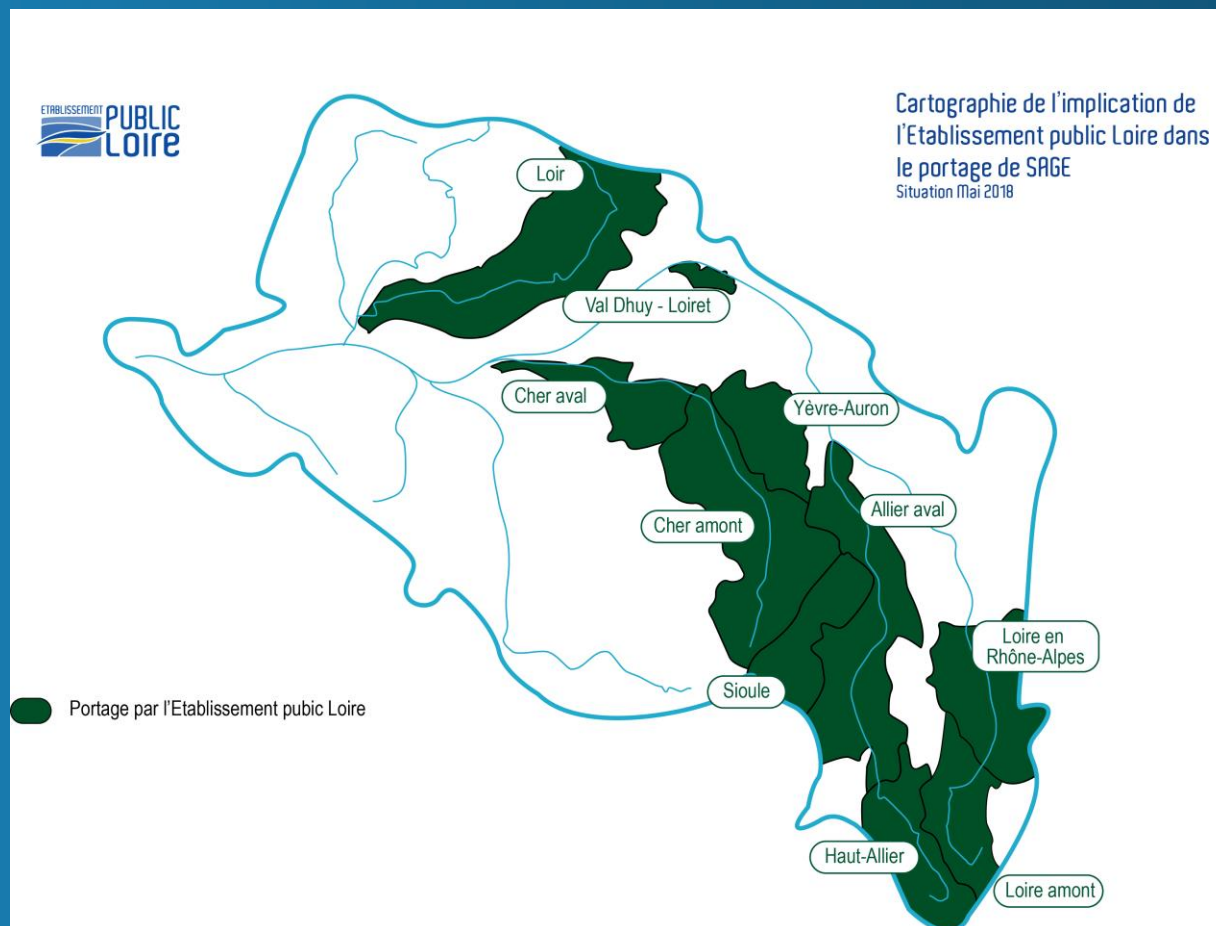 ETABLISSEMENT
PUBLIC
LOIRE
Cartographie de l'implication de
l'Etablissement public Loire dans
le portage de SAGE
Situation Mai 2018
Loir
Val Dhuy - Loiret
Cher aval
Yèvre-Auron
Allier aval
Cher amont
Loire en
Rhône-Alpes
Sioule
Portage par l'Etablissement pubic Loire
Haut-Allier
Loire amont